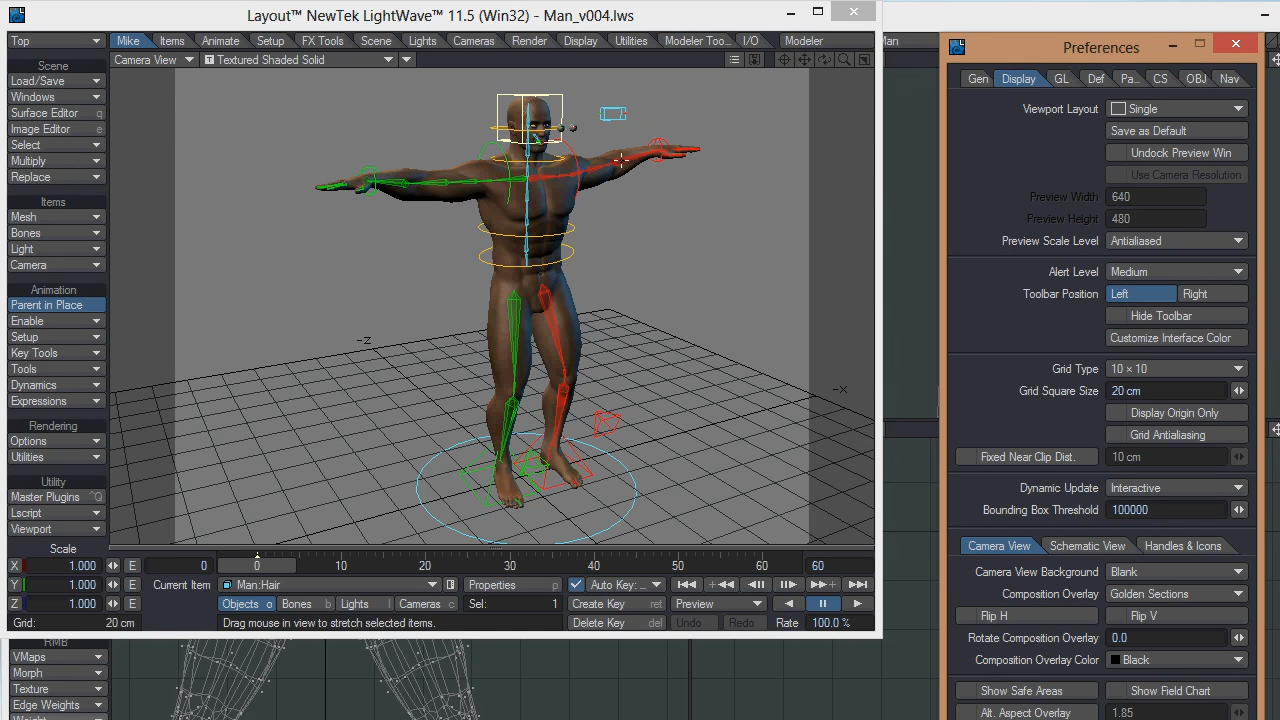 Layout™ NewTek LightWave™ 11.5 (Win32) - Man_v004.lws
Top
Mike Items Animate Setup FX Tools Scene Lights Cameras Render Display Utilities Modeler Too... I/O Modeler
Camera View Textured Shaded Solid
Scene
Load/Save
Windows
Surface Editor q
Image Editor e
Select
Multiply
Replace
Items
Mesh
Bones
Light
Camera
Animation
Parent in Place
Enable
Setup
Key Tools
Tools
Dynamics
Expressions
Rendering
Options
Utilities
Utility
Master Plugins ^Q
Lscript
Viewport
-Z
-X
Scale
X 1.000 E 0 0 10 20 30 40 50 60 60
Y 1.000 E Current Item Man:Hair Properties p Auto Key: ...
Z 1.000 E Objects o Bones b Lights l Cameras c Sel: 1 Create Key ret Preview
Grid: 20 cm Drag mouse in view to stretch selected items. Delete Key del Undo Redo Rate 100.0 %
RMB
VMaps
Morph
Texture
Edge Weights
Man
Preferences
Gen Display GL Def Pa... CS OBJ Nav
Viewport Layout Single
Save as Default
Undock Preview Win
Use Camera Resolution
Preview Width 640
Preview Height 480
Preview Scale Level Antialiased
Alert Level Medium
Toolbar Position Left Right
Hide Toolbar
Customize Interface Color
Grid Type 10 × 10
Grid Square Size 20 cm
Display Origin Only
Grid Antialiasing
Fixed Near Clip Dist. 10 cm
Dynamic Update Interactive
Bounding Box Threshold 100000
Camera View Schematic View Handles & Icons
Camera View Background Blank
Composition Overlay Golden Sections
Flip H Flip V
Rotate Composition Overlay 0.0
Composition Overlay Color Black
Show Safe Areas Show Field Chart
Alt. Aspect Overlay 1.85